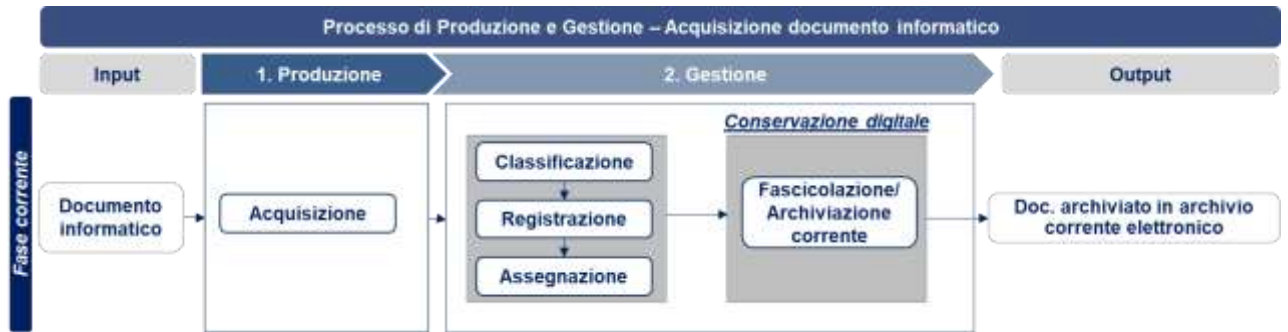 Processo di Produzione e Gestione – Acquisizione documento informatico
Input
1. Produzione
2. Gestione
Output
Fase corrente
Documento
informatico
Acquisizione
Classificazione
Registrazione
Assegnazione
Conservazione digitale
Fascicolazione/
Archiviazione
corrente
Doc. archiviato in archivio
corrente elettronico